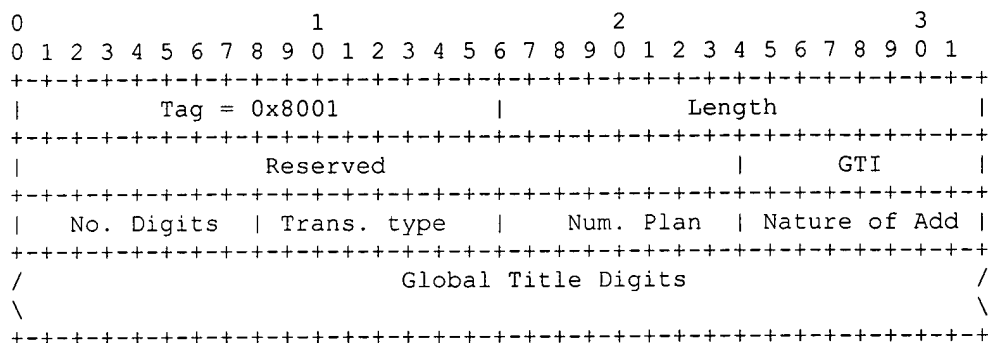 0                   1                   2                   3
0 1 2 3 4 5 6 7 8 9 0 1 2 3 4 5 6 7 8 9 0 1 2 3 4 5 6 7 8 9 0 1
+-+-+-+-+-+-+-+-+-+-+-+-+-+-+-+-+-+-+-+-+-+-+-+-+-+-+-+-+-+-+-+-+
|         Tag = 0x8001          |            Length             |
+-+-+-+-+-+-+-+-+-+-+-+-+-+-+-+-+-+-+-+-+-+-+-+-+-+-+-+-+-+-+-+-+
|                Reserved                       |      GTI      |
+-+-+-+-+-+-+-+-+-+-+-+-+-+-+-+-+-+-+-+-+-+-+-+-+-+-+-+-+-+-+-+-+
|   No. Digits  | Trans. type   |    Num. Plan  | Nature of Add |
+-+-+-+-+-+-+-+-+-+-+-+-+-+-+-+-+-+-+-+-+-+-+-+-+-+-+-+-+-+-+-+-+
/                         Global Title Digits                   /
\                                                               \
+-+-+-+-+-+-+-+-+-+-+-+-+-+-+-+-+-+-+-+-+-+-+-+-+-+-+-+-+-+-+-+-+